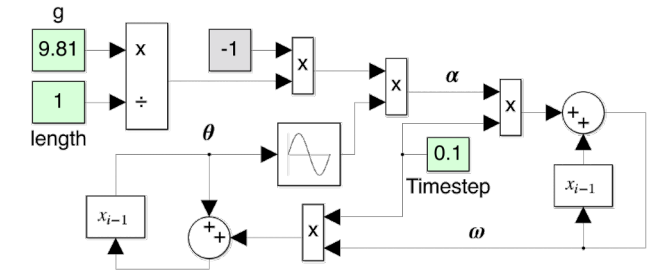 g
9.81
x
÷
1
length
-1
x
x
α
x
+
+
θ
0.1
Timestep
x_{i-1}
x_{i-1}
+
+
x
ω